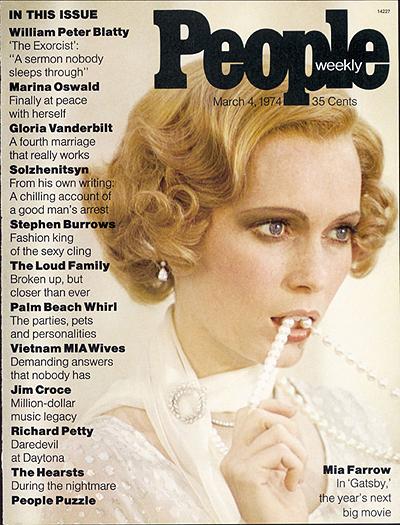 IN THIS ISSUE
William Peter Blatty
'The Exorcist':
"A sermon nobody
sleeps through"
Marina Oswald
Finally at peace
with herself
Gloria Vanderbilt
A fourth marriage
that really works
Solzhenitsyn
From his own writing:
A chilling account of
a good man's arrest
Stephen Burrows
Fashion king
of the sexy cling
The Loud Family
Broken up, but
closer than ever
Palm Beach Whirl
The parties, pets
and personalities
Vietnam MIA Wives
Demanding answers
that nobody has
Jim Croce
Million-dollar
music legacy
Richard Petty
Daredevil
at Daytona
The Hearsts
During the nightmare
People Puzzle
14227
People
weekly
March 4, 1974 35 Cents
Mia Farrow
In 'Gatsby,'
the year's next
big movie